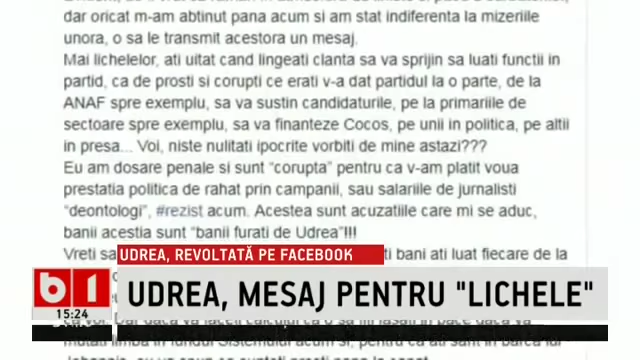 dar oricat m-am abtinut pana acum si am stat indiferenta la mizeriile
unora, o sa le transmit acestora un mesaj.
Mai lichelelor, ati uitat cand lingeati clanta sa va sprijin sa luati functii in
partid, ca de prosti si corupti ce erati v-a dat partidul la o parte, de la
ANAF spre exemplu, sa va sustin candidaturile, pe la primariile de
sectoare spre exemplu, sa va finanteze Cocos, pe unii in politica, pe altii
in presa... Voi, niste nulitati ipocrite vorbiti de mine astazi???
Eu am dosare penale si sunt “corupta” pentru ca v-am platit voua
prestatia politica de rahat prin campanii, sau salariile de jurnalisti
“deontologi”, #rezist acum. Acestea sunt acuzatiile care mi se aduc,
banii acestia sunt “banii furati de Udrea”!!!
Vreti sa
ti bani ati luat fiecare de la
UDREA, REVOLTATĂ PE FACEBOOK
b1
15:24
UDREA, MESAJ PENTRU "LICHELE"